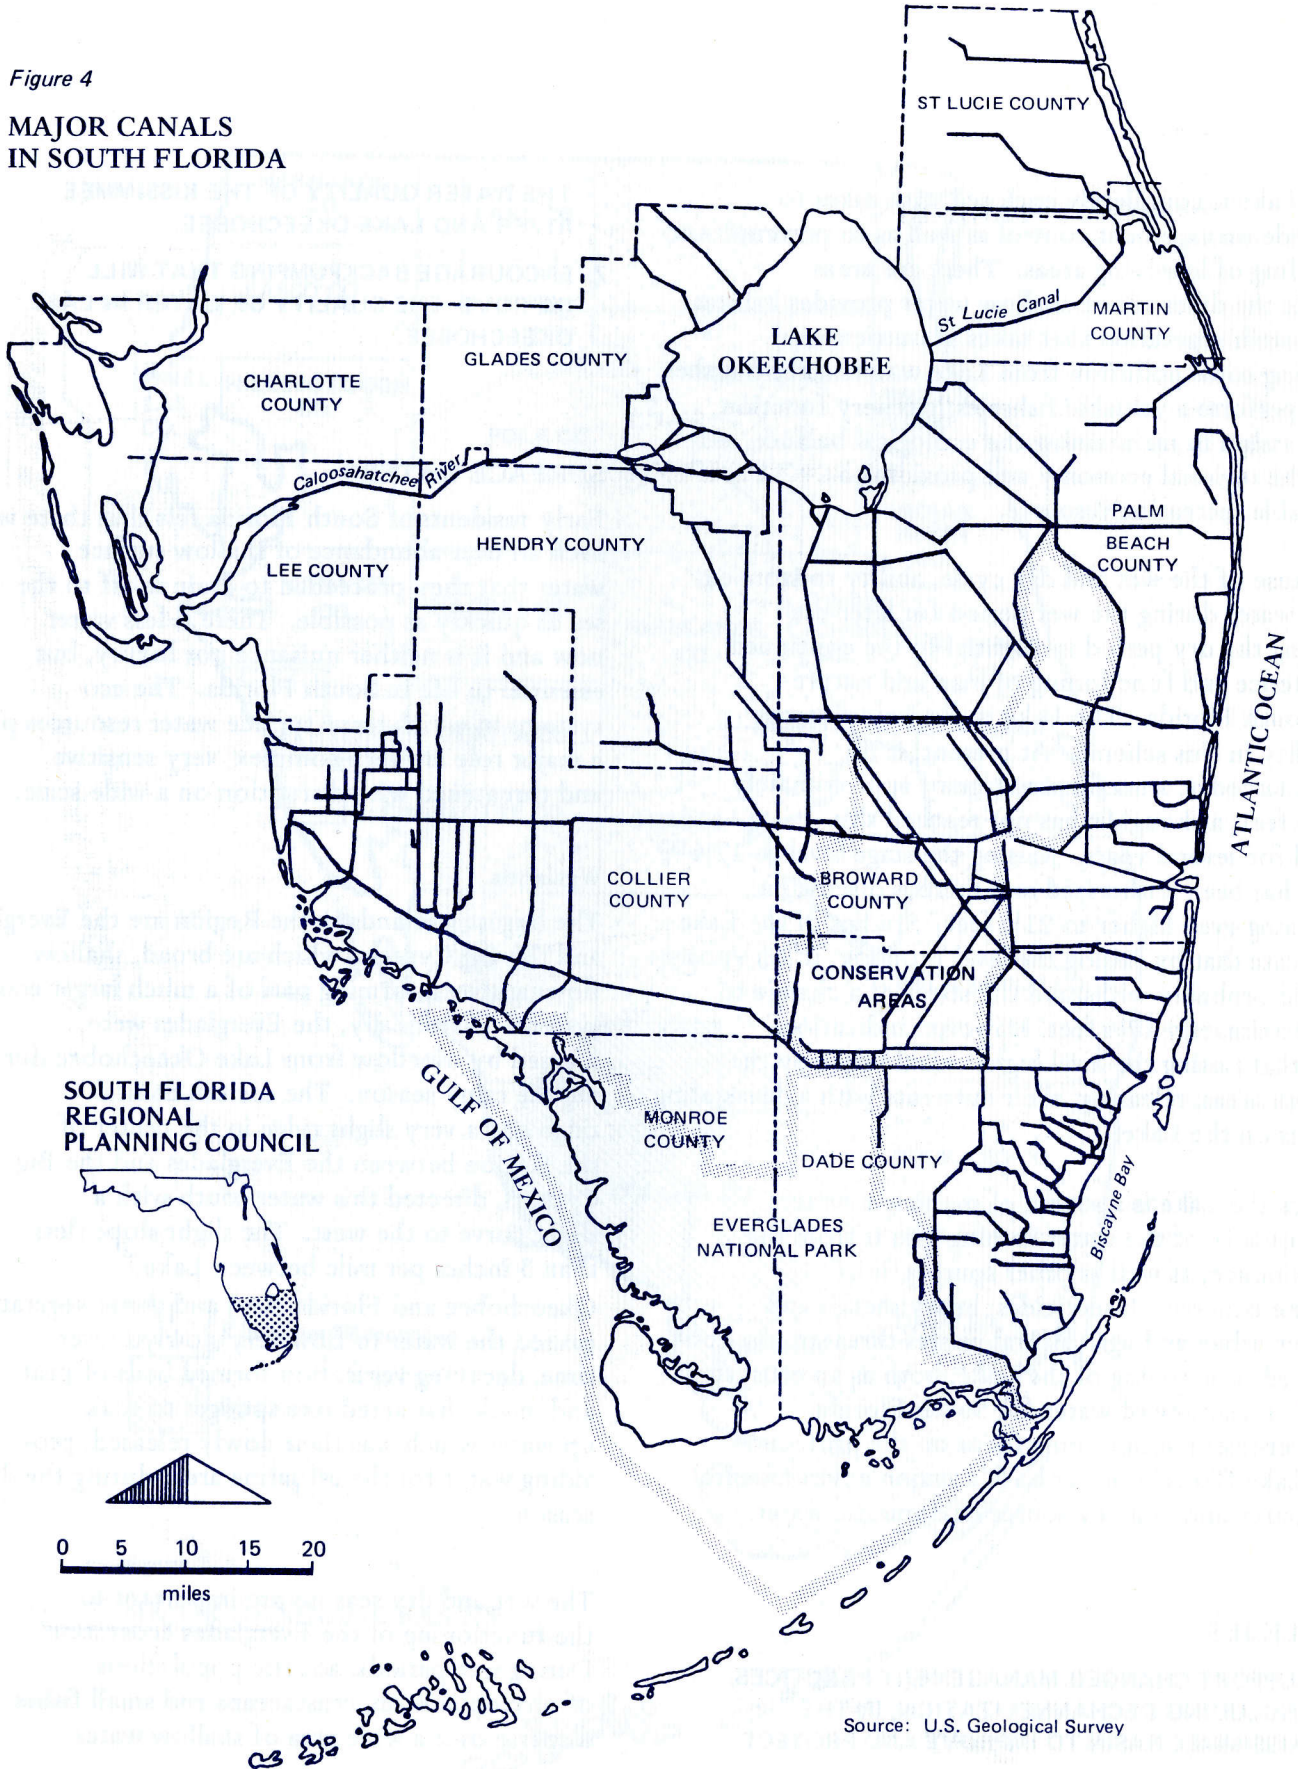 Figure 4
MAJOR CANALS
IN SOUTH FLORIDA
ST LUCIE COUNTY
St Lucie Canal
MARTIN
COUNTY
LAKE
OKEECHOBEE
GLADES COUNTY
CHARLOTTE
COUNTY
Caloosahatchee River
HENDRY COUNTY
LEE COUNTY
PALM
BEACH
COUNTY
ATLANTIC OCEAN
COLLIER
COUNTY
BROWARD
COUNTY
CONSERVATION
AREAS
GULF OF MEXICO
MONROE
COUNTY
DADE COUNTY
Biscayne Bay
EVERGLADES
NATIONAL PARK
SOUTH FLORIDA
REGIONAL
PLANNING COUNCIL
0 5 10 15 20
miles
Source: U.S. Geological Survey